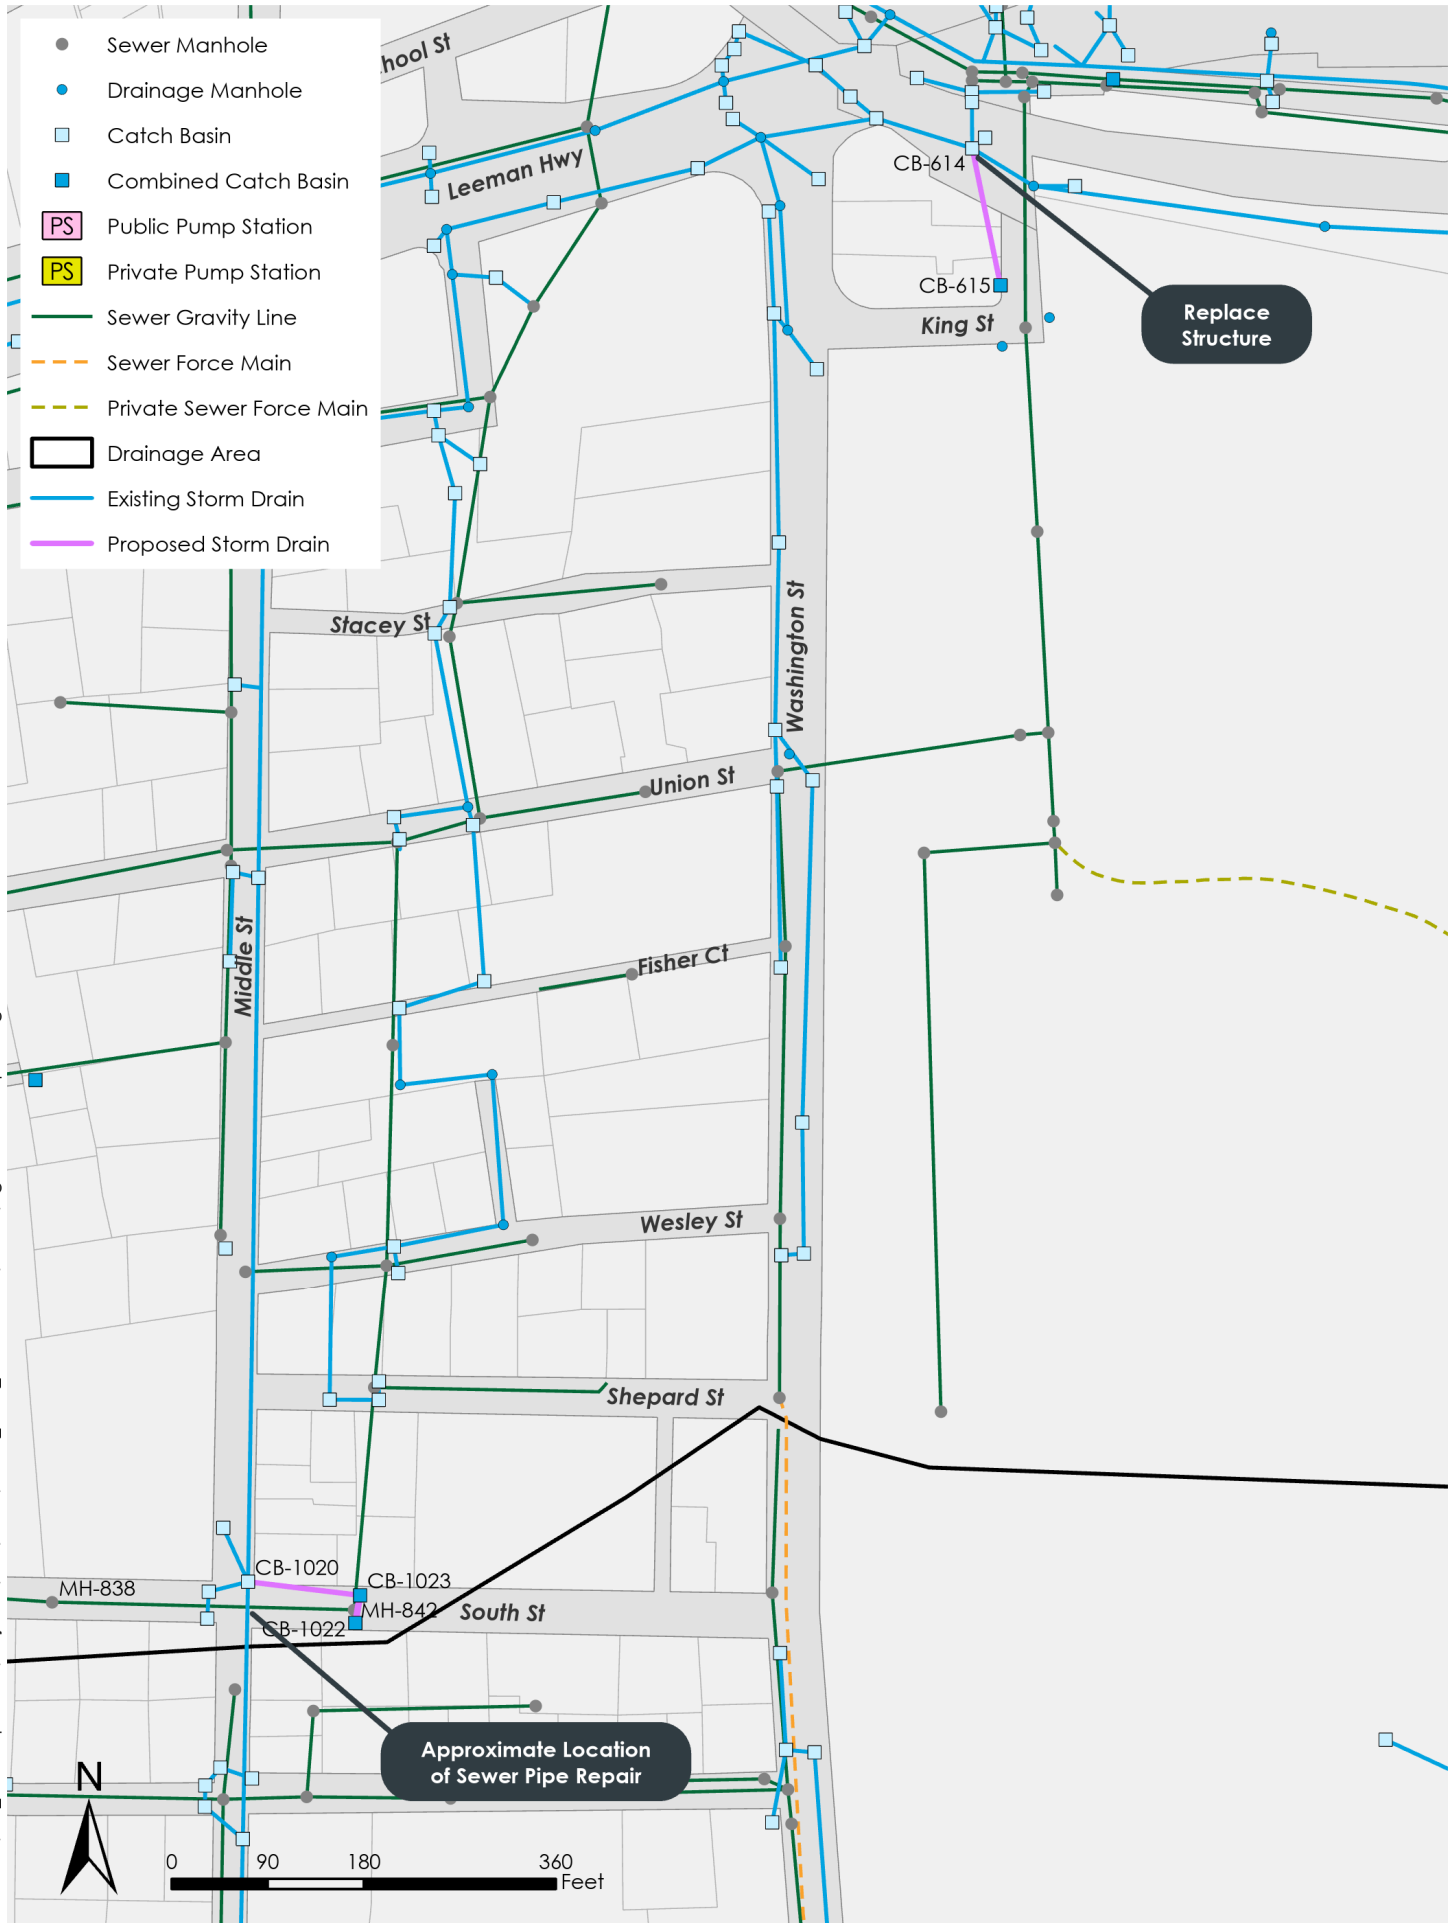 Sewer Manhole
Drainage Manhole
Catch Basin
Combined Catch Basin
PS Public Pump Station
PS Private Pump Station
Sewer Gravity Line
Sewer Force Main
Private Sewer Force Main
Drainage Area
Existing Storm Drain
Proposed Storm Drain
hool St
Leeman Hwy
CB-614
CB-615
King St
Replace
Structure
Stacey St
Washington St
Union St
Middle St
Fisher Ct
Wesley St
Shepard St
CB-1020
CB-1023
MH-838
MH-842
South St
CB-1022
Approximate Location
of Sewer Pipe Repair
N
0 90 180 360
Feet